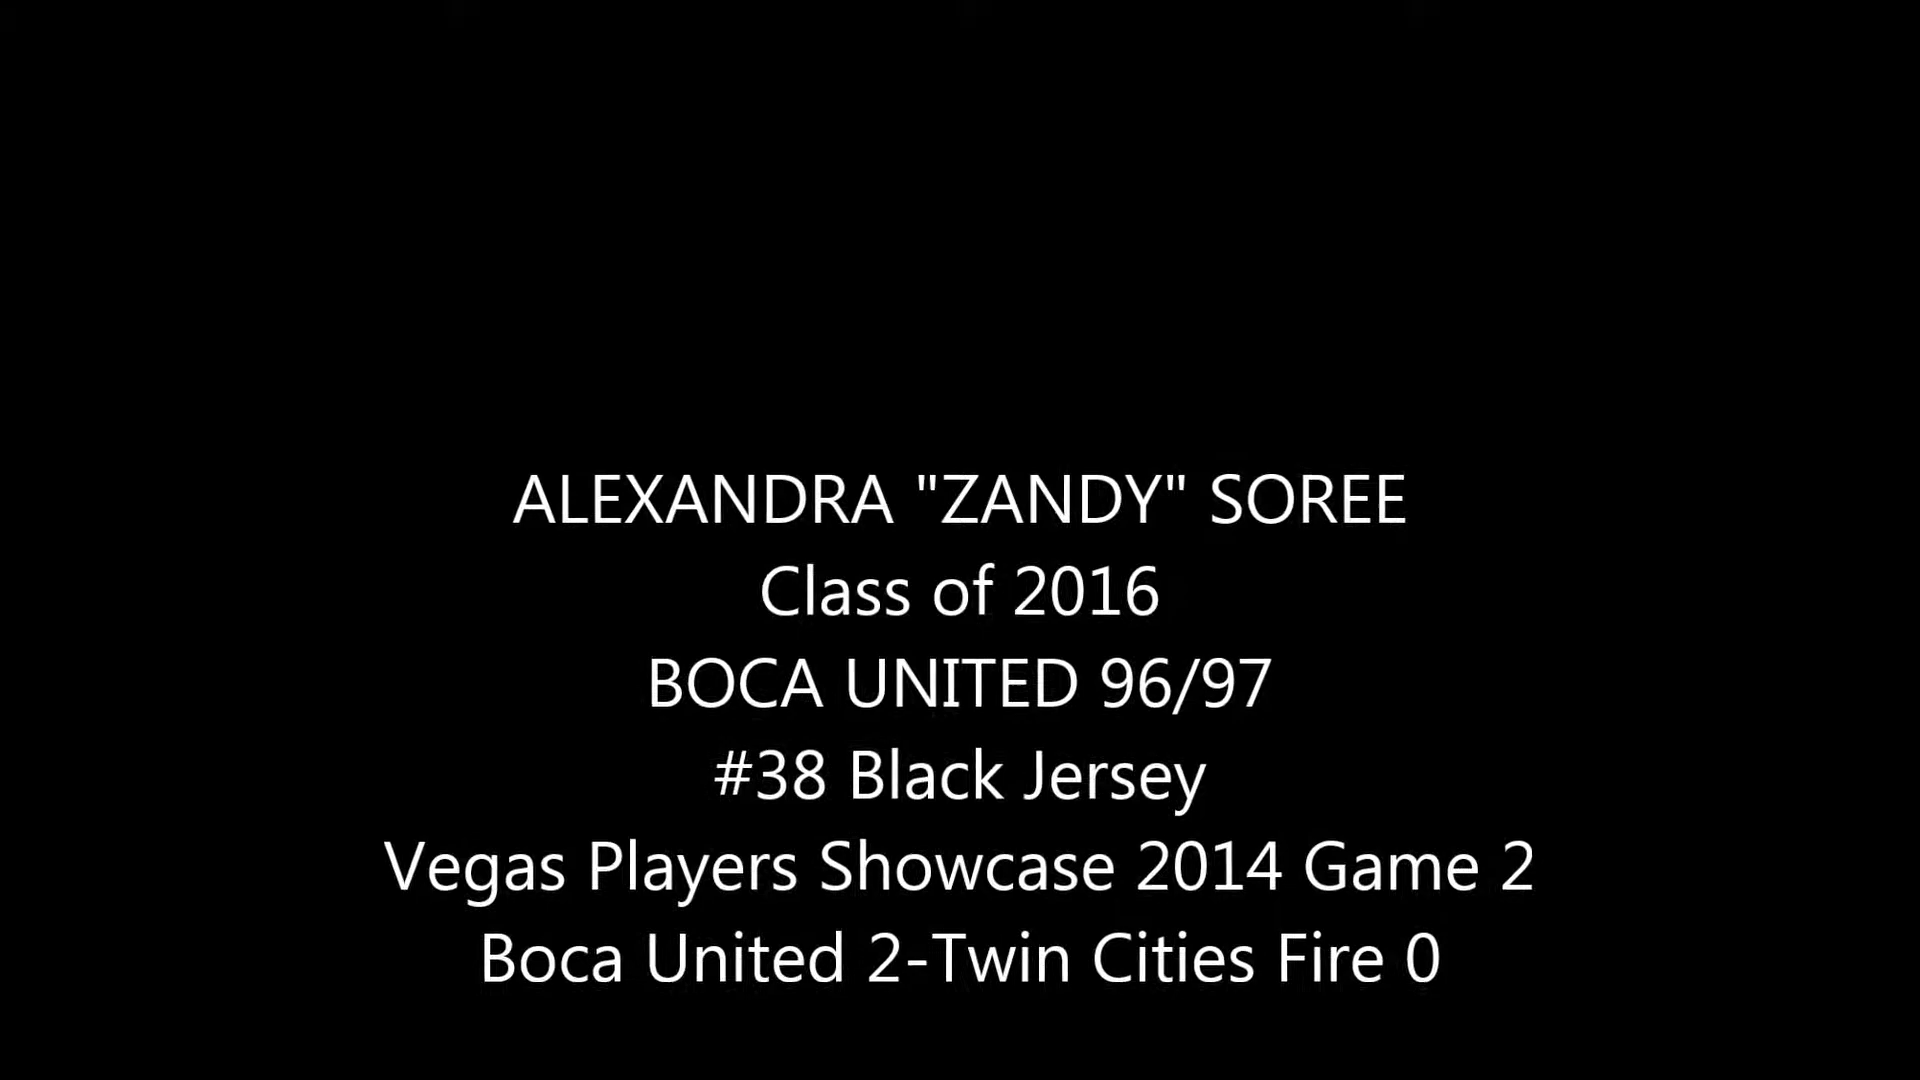 ALEXANDRA "ZANDY" SOREE
Class of 2016
BOCA UNITED 96/97
#38 Black Jersey
Vegas Players Showcase 2014 Game 2
Boca United 2-Twin Cities Fire 0